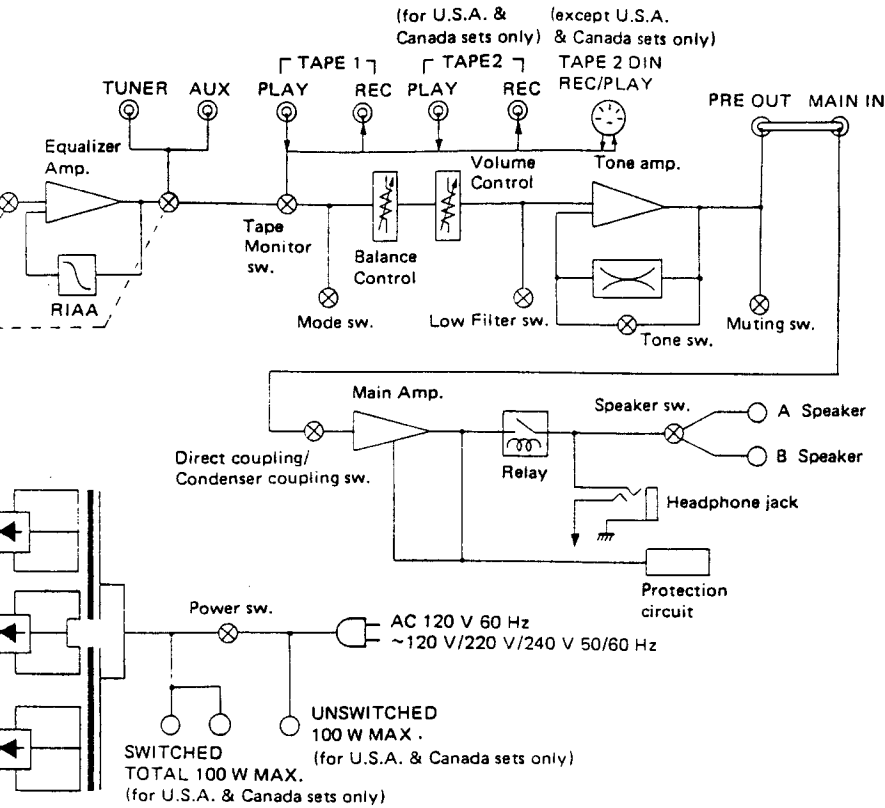 (for U.S.A. & (except U.S.A.
Canada sets only) & Canada sets only)
TAPE 1 TAPE2 TAPE 2 DIN
TUNER AUX PLAY REC PLAY REC REC/PLAY
PRE OUT MAIN IN
Equalizer
Amp.
Volume
Control
Tone amp.
Tape
Monitor
sw.
Balance
Control
RIAA
Mode sw.
Low Filter sw.
Tone sw.
Muting sw.
Main Amp.
Speaker sw.
A Speaker
B Speaker
Direct coupling/
Condenser coupling sw.
Relay
Headphone jack
Protection
circuit
Power sw.
AC 120 V 60 Hz
~120 V/220 V/240 V 50/60 Hz
UNSWITCHED
100 W MAX.
(for U.S.A. & Canada sets only)
SWITCHED
TOTAL 100 W MAX.
(for U.S.A. & Canada sets only)